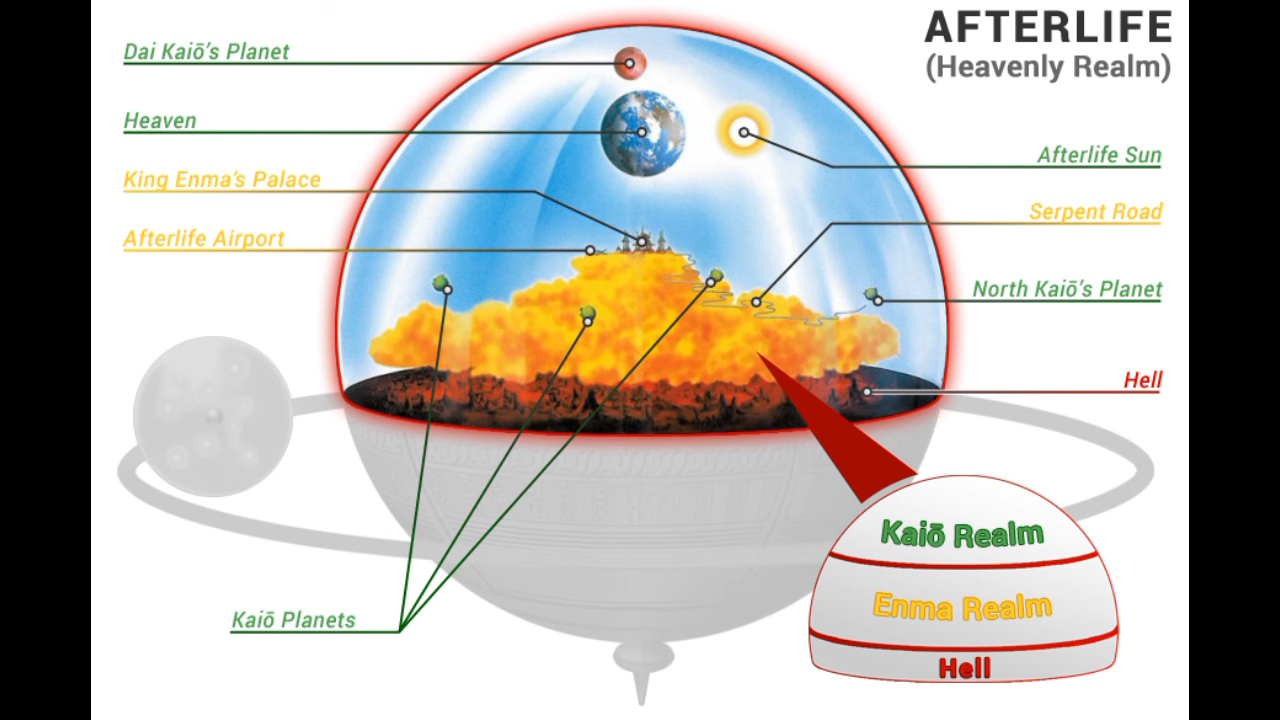 AFTERLIFE
(Heavenly Realm)
Dai Kaiō's Planet
Heaven
King Enma's Palace
Afterlife Airport
Afterlife Sun
Serpent Road
North Kaiō's Planet
Hell
Kaiō Planets
Kaiō Realm
Enma Realm
Hell